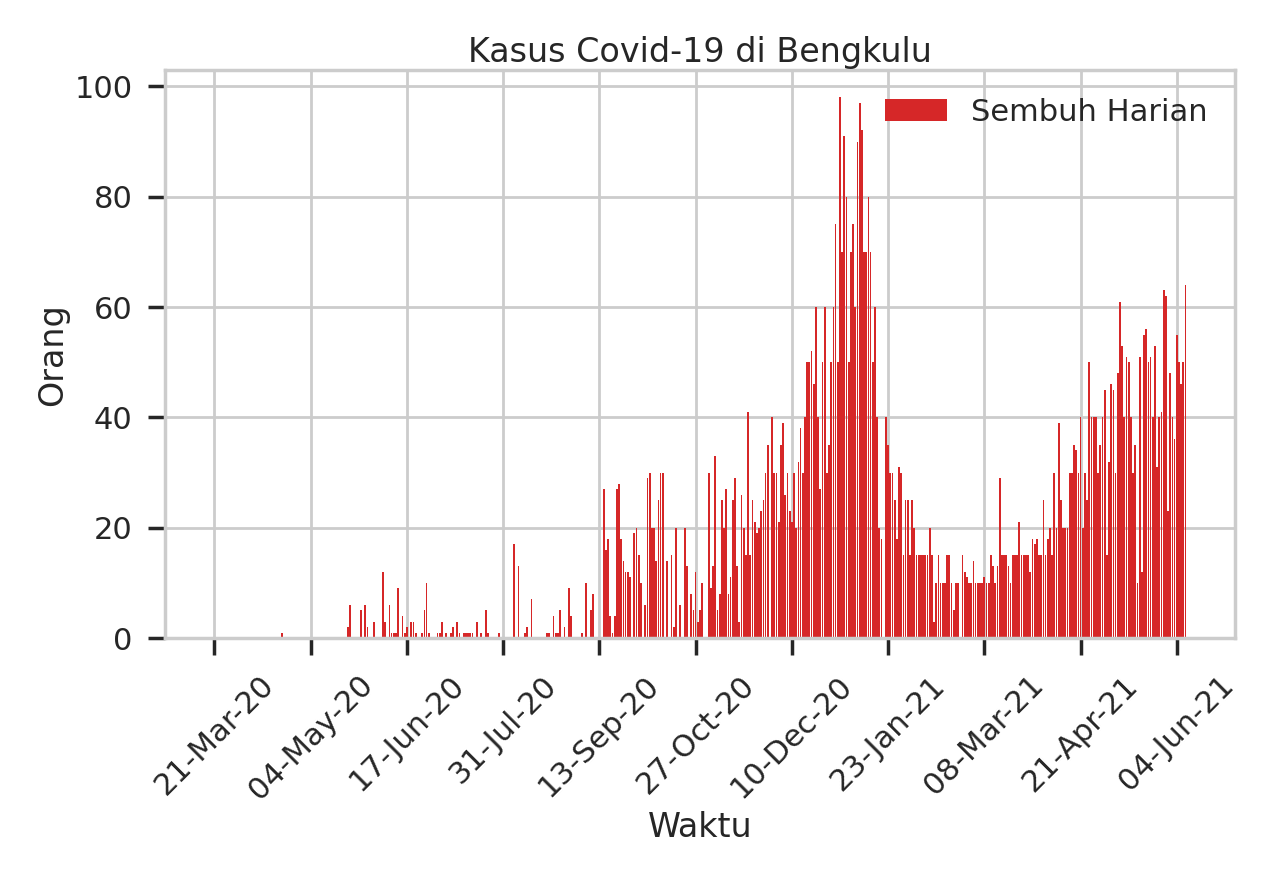 Kasus Covid-19 di Bengkulu
Sembuh Harian
100
80
60
40
20
0
Orang
21-Mar-20
04-May-20
17-Jun-20
31-Jul-20
13-Sep-20
27-Oct-20
10-Dec-20
23-Jan-21
08-Mar-21
21-Apr-21
04-Jun-21
Waktu